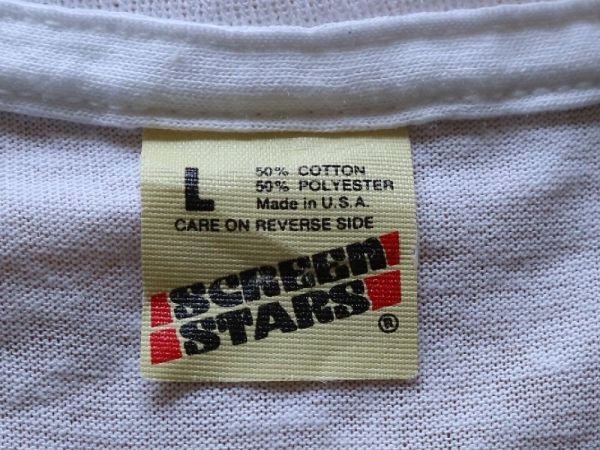 L
50% COTTON
50% POLYESTER
Made in U.S.A.
CARE ON REVERSE SIDE
SCREEN
STARS
®